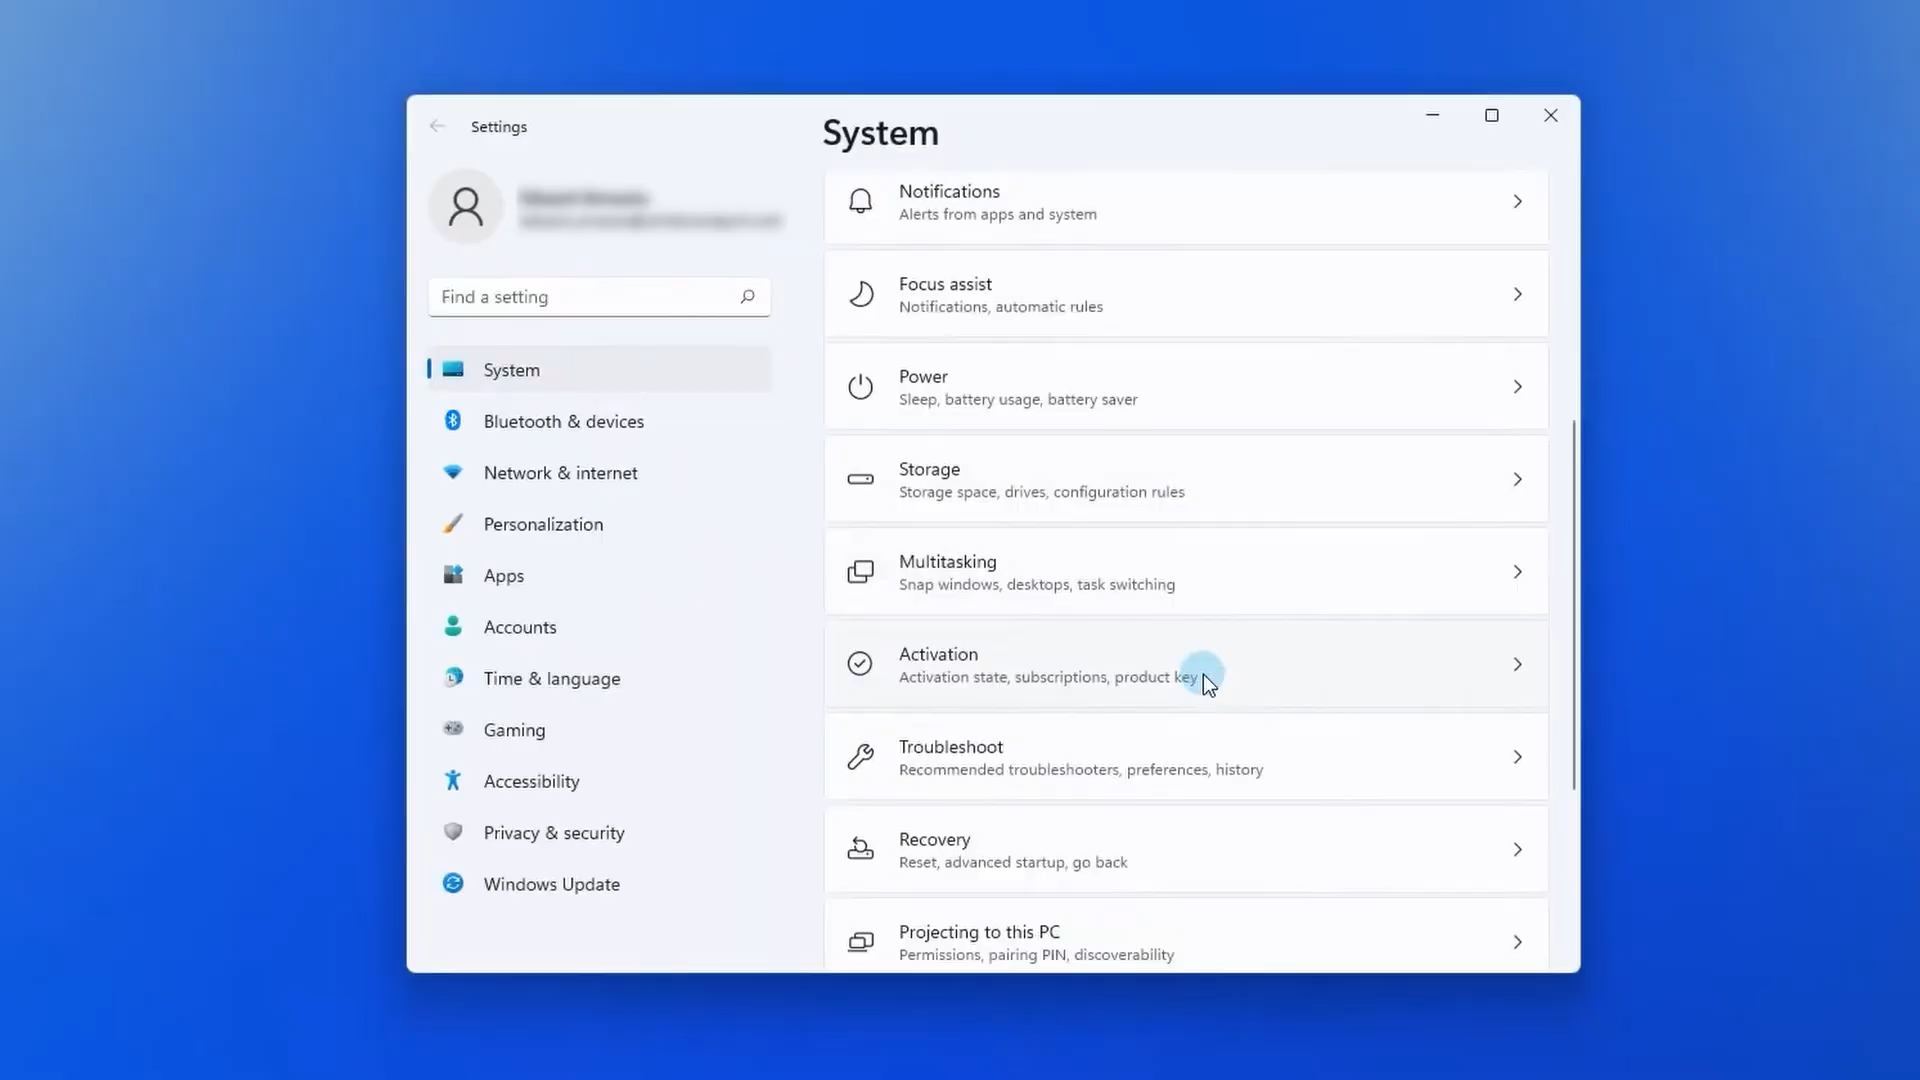 Settings
System
Find a setting
System
Bluetooth & devices
Network & internet
Personalization
Apps
Accounts
Time & language
Gaming
Accessibility
Privacy & security
Windows Update
Notifications
Alerts from apps and system
Focus assist
Notifications, automatic rules
Power
Sleep, battery usage, battery saver
Storage
Storage space, drives, configuration rules
Multitasking
Snap windows, desktops, task switching
Activation
Activation state, subscriptions, product key
Troubleshoot
Recommended troubleshooters, preferences, history
Recovery
Reset, advanced startup, go back
Projecting to this PC
Permissions, pairing PIN, discoverability